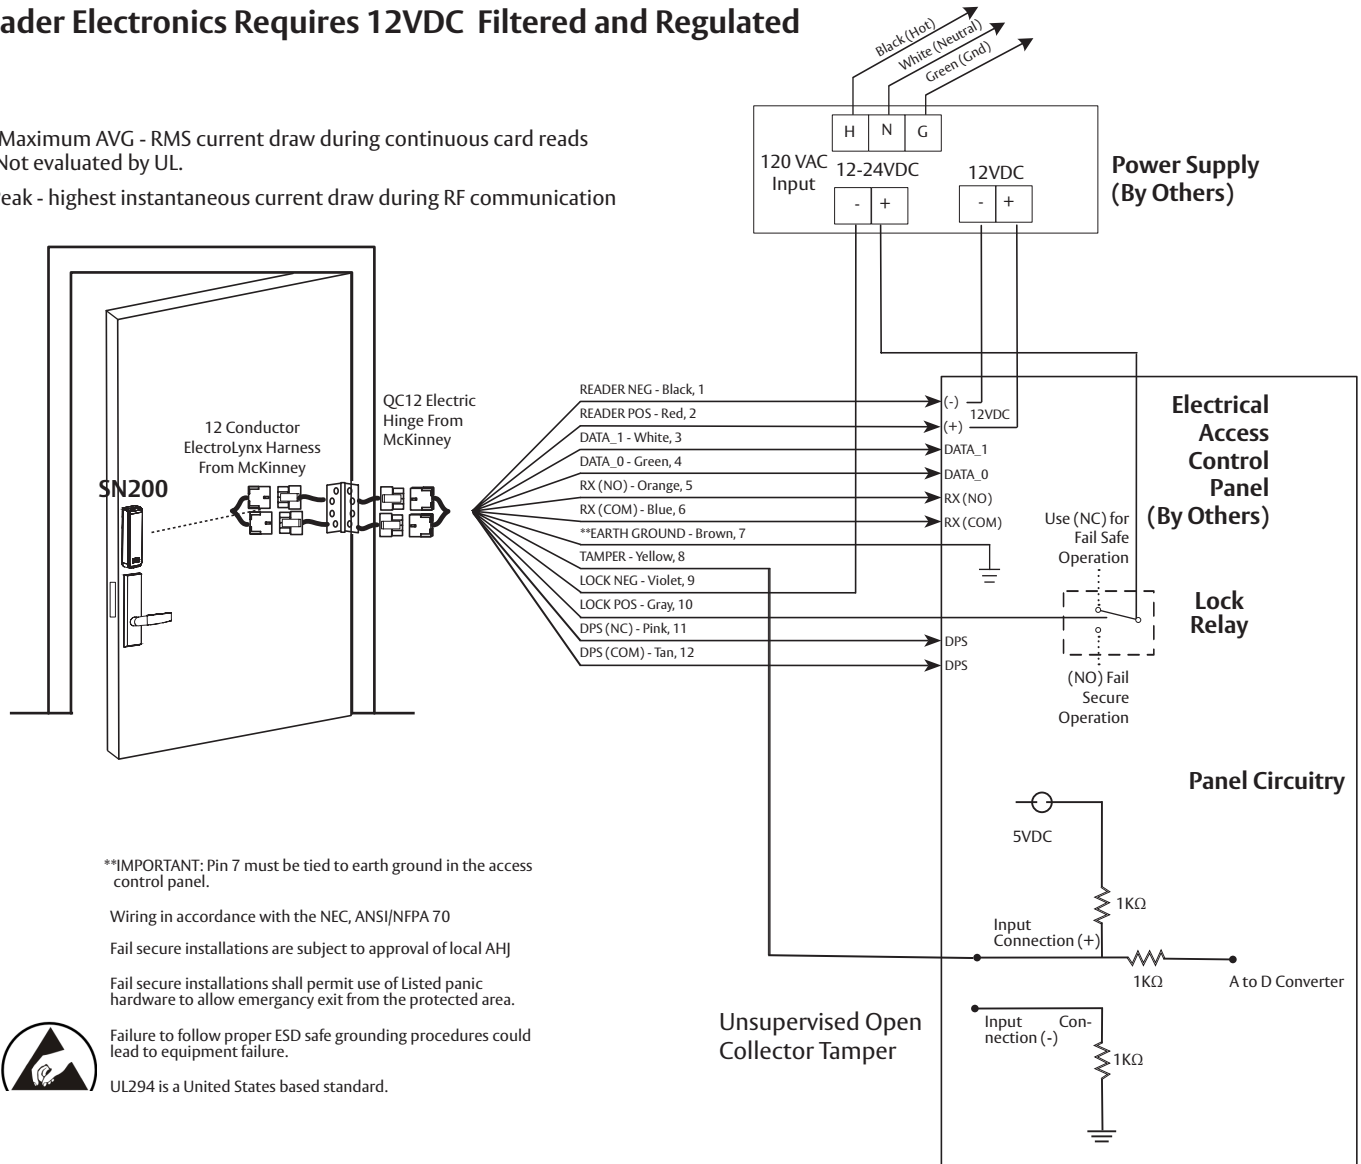 ader Electronics Requires 12VDC Filtered and Regulated
Maximum AVG - RMS current draw during continuous card reads
Not evaluated by UL.
eak - highest instantaneous current draw during RF communication
Black (Hot)
White (Neutral)
Green (Gnd)
H N G
120 VAC
Input
12-24VDC
12VDC
- +
- +
Power Supply
(By Others)
12 Conductor
ElectroLynx Harness
From McKinney
QC12 Electric
Hinge From
McKinney
SN200
READER NEG - Black, 1
READER POS - Red, 2
DATA_1 - White, 3
DATA_0 - Green, 4
RX (NO) - Orange, 5
RX (COM) - Blue, 6
**EARTH GROUND - Brown, 7
TAMPER - Yellow, 8
LOCK NEG - Violet, 9
LOCK POS - Gray, 10
DPS (NC) - Pink, 11
DPS (COM) - Tan, 12
(-)
12VDC
(+)
DATA_1
DATA_0
RX (NO)
RX (COM)
DPS
DPS
Electrical
Access
Control
Panel
(By Others)
Use (NC) for
Fail Safe
Operation
Lock
Relay
(NO) Fail
Secure
Operation
Panel Circuitry
5VDC
1KΩ
Input
Connection (+)
1KΩ
A to D Converter
Input Con-
nection (-)
1KΩ
Unsupervised Open
Collector Tamper
**IMPORTANT: Pin 7 must be tied to earth ground in the access
control panel.
Wiring in accordance with the NEC, ANSI/NFPA 70
Fail secure installations are subject to approval of local AHJ
Fail secure installations shall permit use of Listed panic
hardware to allow emergancy exit from the protected area.
Failure to follow proper ESD safe grounding procedures could
lead to equipment failure.
UL294 is a United States based standard.